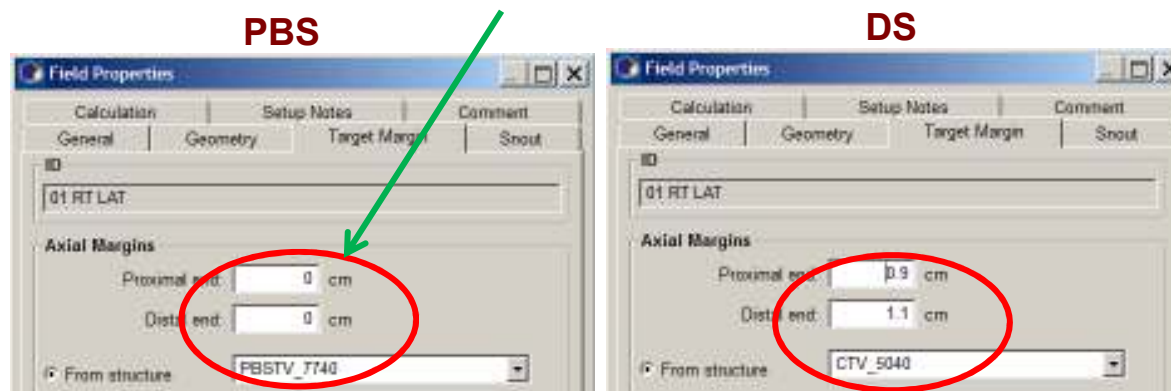 PBS
DS
Field Properties
Calculation Setup Notes Comment
General Geometry Target Margin Snout
ID
01 RT LAT
Axial Margins
Proximal end: 0 cm
Distal end: 0 cm
From structure PBSTV_7740
Field Properties
Calculation Setup Notes Comment
General Geometry Target Margin Snout
ID
01 RT LAT
Axial Margins
Proximal end: 0.9 cm
Distal end: 1.1 cm
From structure CTV_5040